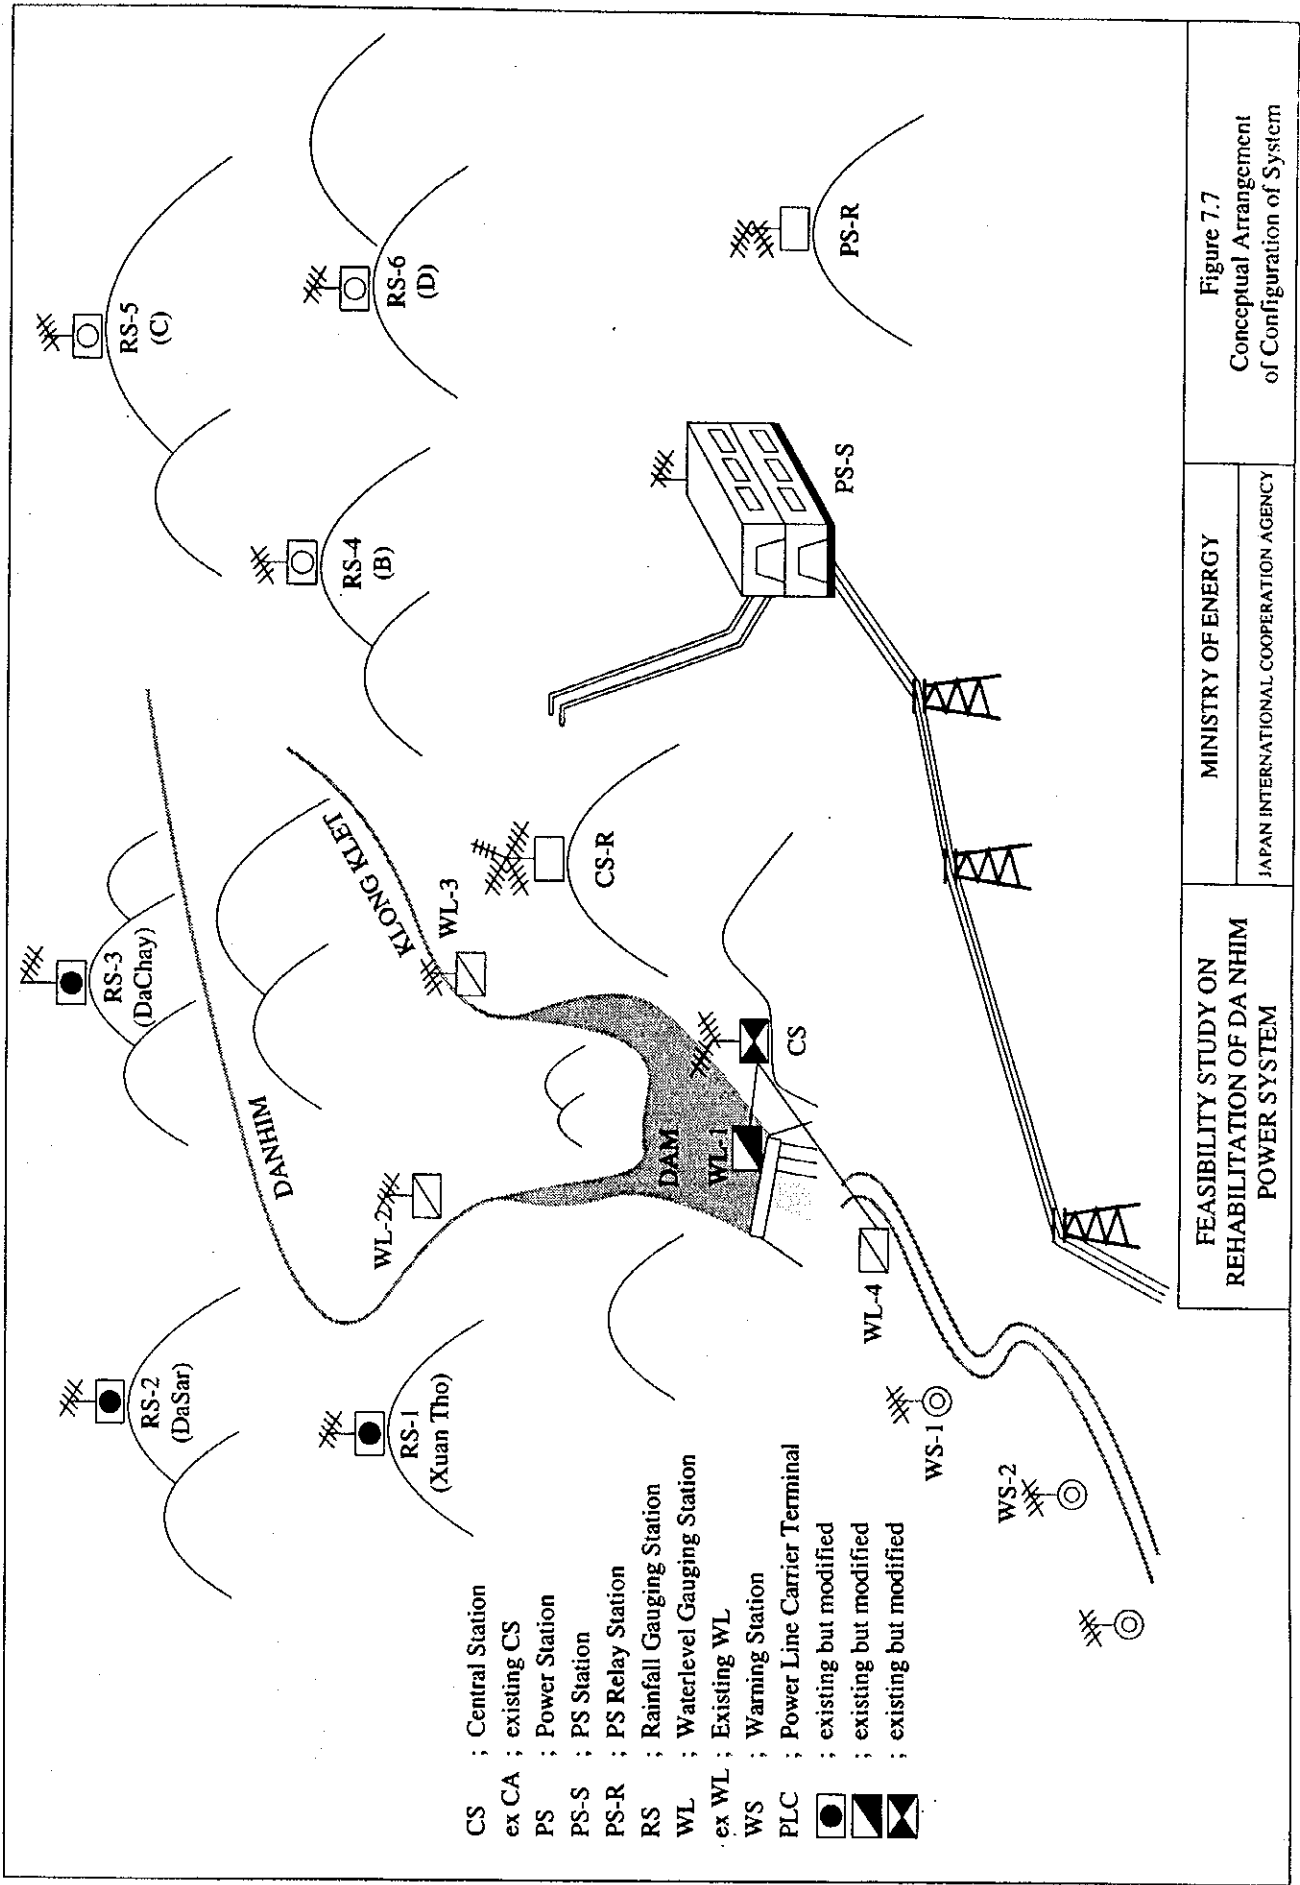 RS-2
(DaSar)
RS-3
(DaChay)
RS-5
(C)
RS-1
(Xuan Tho)
RS-4
(B)
RS-6
(D)
DANHIM
KLONG KLET
WL-2
WL-3
CS-R
PS-R
DAM
WL-1
CS
PS-S
WL-4
WS-1
WS-2
CS ; Central Station
ex CA ; existing CS
PS ; Power Station
PS-S ; PS Station
PS-R ; PS Relay Station
RS ; Rainfall Gauging Station
WL ; Waterlevel Gauging Station
ex WL ; Existing WL
WS ; Warning Station
PLC ; Power Line Carrier Terminal
; existing but modified
; existing but modified
; existing but modified
FEASIBILITY STUDY ON
REHABILITATION OF DA NHIM
POWER SYSTEM
MINISTRY OF ENERGY
JAPAN INTERNATIONAL COOPERATION AGENCY
Figure 7.7
Conceptual Arrangement
of Configuration of System